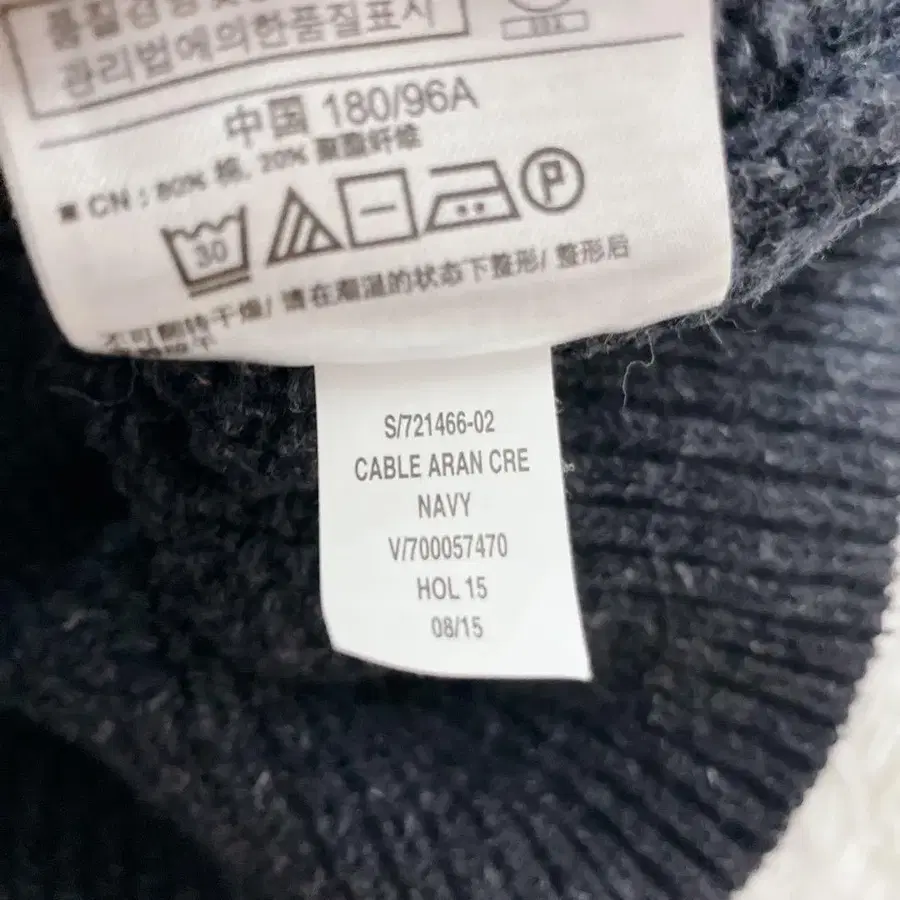 관리법에의한품질표시
中国 180/96A
■ CN : 80% 棉, 20% 聚酯纤维
30
P
不可翻转干燥/ 请在潮湿的状态下整形/ 整形后
S/721466-02
CABLE ARAN CRE
NAVY
V/700057470
HOL 15
08/15